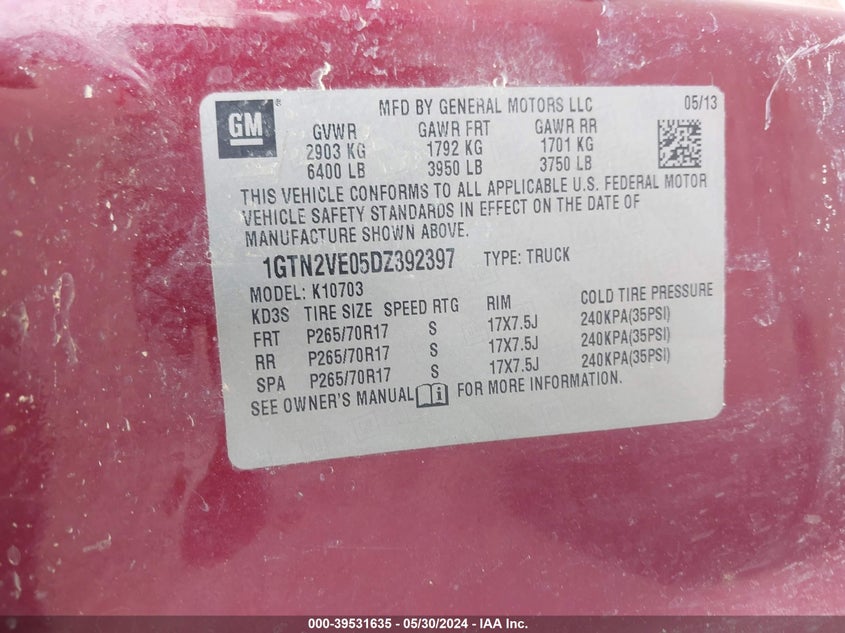 GM® MFD BY GENERAL MOTORS LLC 05/13
GVWR GAWR FRT GAWR RR
2903 KG 1792 KG 1701 KG
6400 LB 3950 LB 3750 LB
THIS VEHICLE CONFORMS TO ALL APPLICABLE U.S. FEDERAL MOTOR
VEHICLE SAFETY STANDARDS IN EFFECT ON THE DATE OF
MANUFACTURE SHOWN ABOVE.
1GTN2VE05DZ392397 TYPE: TRUCK
MODEL: K10703
KD3S TIRE SIZE SPEED RTG RIM COLD TIRE PRESSURE
FRT P265/70R17 S 17X7.5J 240KPA(35PSI)
RR P265/70R17 S 17X7.5J 240KPA(35PSI)
SPA P265/70R17 S 17X7.5J 240KPA(35PSI)
SEE OWNER'S MANUAL FOR MORE INFORMATION.
000-39531635 - 05/30/2024 - IAA Inc.